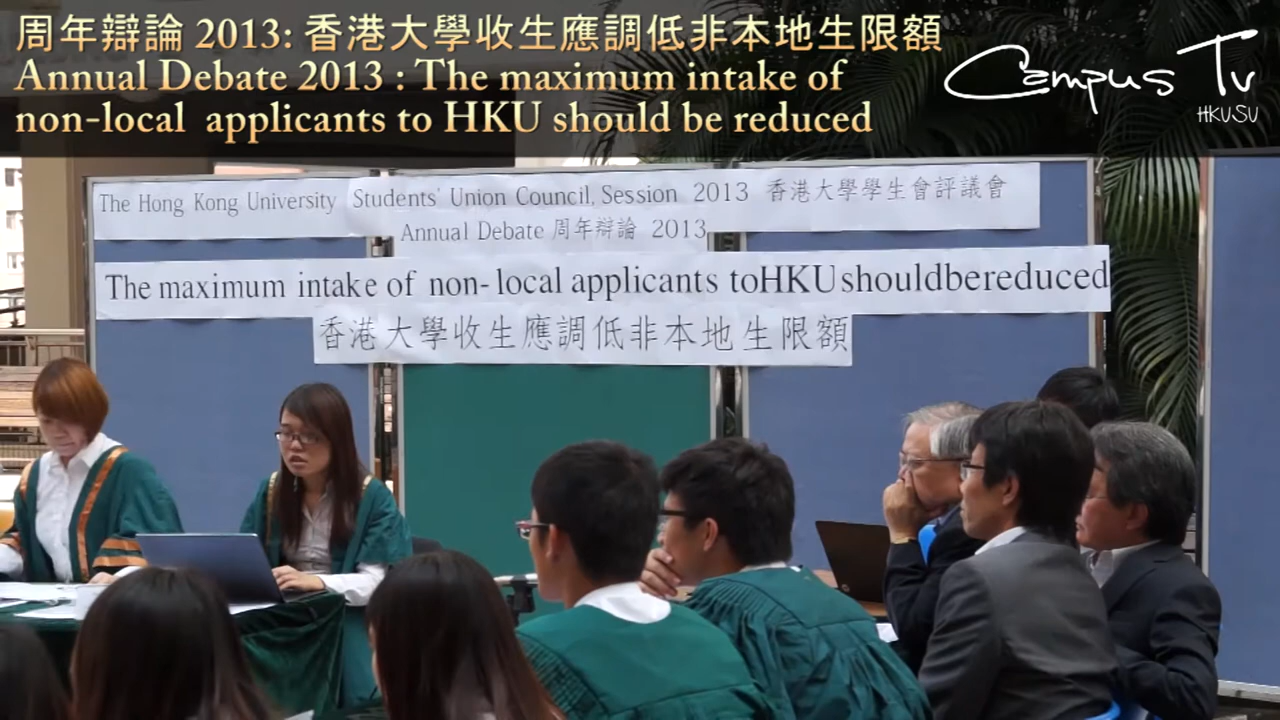 周年辯論 2013: 香港大學收生應調低非本地生限額
Annual Debate 2013 : The maximum intake of
non-local applicants to HKU should be reduced
Campus Tv
HKUSU
The Hong Kong University Students' Union Council, Session 2013 香港大學學生會評議會
Annual Debate 周年辯論 2013
The maximum intake of non-local applicants toHKUshouldbereduced
香港大學收生應調低非本地生限額